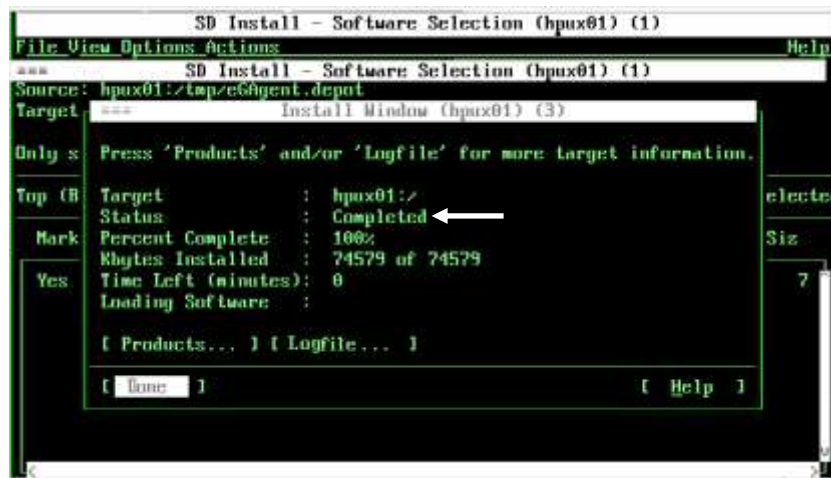 SD Install - Software Selection (hpux01) (1)
File View Options Actions Help
=== SD Install - Software Selection (hpux01) (1)
Source: hpux01:/tmp/eGAgent.depot
Target === Install Window (hpux01) (3)
Only s Press 'Products' and/or 'Logfile' for more target information.
Top (B Target : hpux01:/ electe
Status : Completed
Mark Percent Complete : 100% Siz
Kbytes Installed : 74579 of 74579
Yes Time Left (minutes): 0 7
Loading Software :
[ Products... ] [ Logfile... ]
[ Done ] [ Help ]